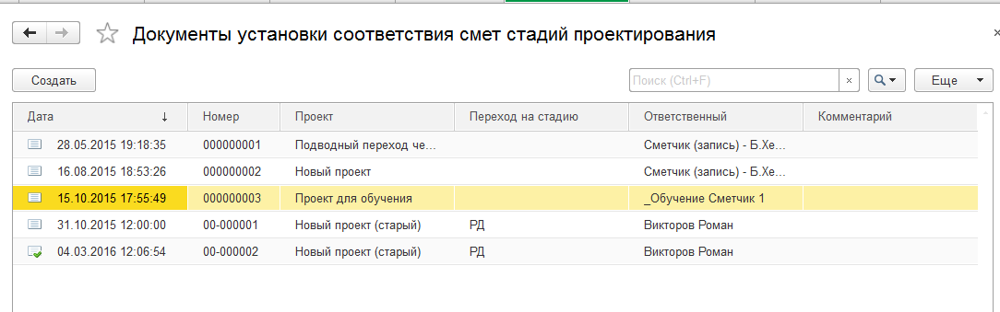 Документы установки соответствия смет стадий проектирования
Создать Поиск (Ctrl+F) × Еще
Дата ↓ Номер Проект Переход на стадию Ответственный Комментарий
28.05.2015 19:18:35 000000001 Подводный переход че... Сметчик (запись) - Б.Хе...
16.08.2015 18:53:26 000000002 Новый проект Сметчик (запись) - Б.Хе...
15.10.2015 17:55:49 000000003 Проект для обучения _Обучение Сметчик 1
31.10.2015 12:00:00 00-000001 Новый проект (старый) РД Викторов Роман
04.03.2016 12:06:54 00-000002 Новый проект (старый) РД Викторов Роман